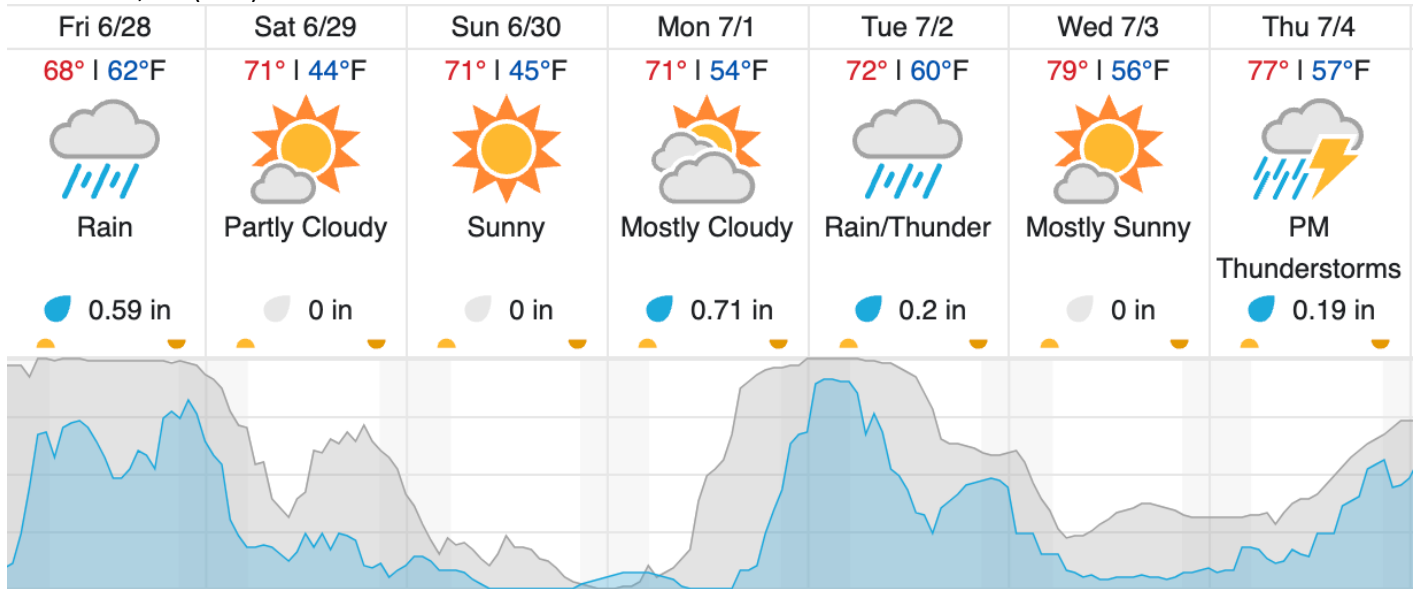 Fri 6/28 Sat 6/29 Sun 6/30 Mon 7/1 Tue 7/2 Wed 7/3 Thu 7/4
68° | 62°F 71° | 44°F 71° | 45°F 71° | 54°F 72° | 60°F 79° | 56°F 77° | 57°F
Rain Partly Cloudy Sunny Mostly Cloudy Rain/Thunder Mostly Sunny PM
Thunderstorms
0.59 in 0 in 0 in 0.71 in 0.2 in 0 in 0.19 in